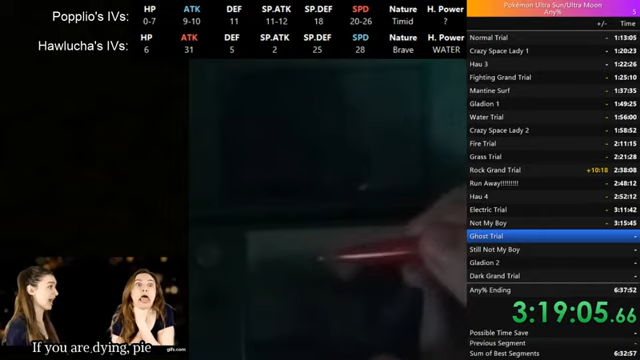 Popplio's IVs:
HP ATK DEF SP.ATK SP.DEF SPD Nature H. Power
0-7 9-10 11 11-12 18 20-26 Timid ?
Hawlucha's IVs:
HP ATK DEF SP.ATK SP.DEF SPD Nature H. Power
6 31 5 2 25 28 Brave WATER
Pokémon Ultra Sun/Ultra Moon
Any% 5
+/- Time
Normal Trial - 1:13:05
Crazy Space Lady 1 - 1:20:23
Hau 3 - 1:22:26
Fighting Grand Trial - 1:25:10
Mantine Surf - 1:37:35
Gladion 1 - 1:49:25
Water Trial - 1:56:00
Crazy Space Lady 2 - 1:58:52
Fire Trial - 2:11:15
Grass Trial - 2:21:28
Rock Grand Trial +10:18 2:38:08
Run Away!!!!!!!!! - 2:48:12
Hau 4 - 2:52:12
Electric Trial - 3:11:42
Not My Boy - 3:15:45
Ghost Trial -
Still Not My Boy -
Gladion 2 -
Dark Grand Trial -
Any% Ending 6:37:52
3:19:05.66
Possible Time Save -
Previous Segment -
Sum of Best Segments 6:32:57
If you are dying, pie
gifs.com